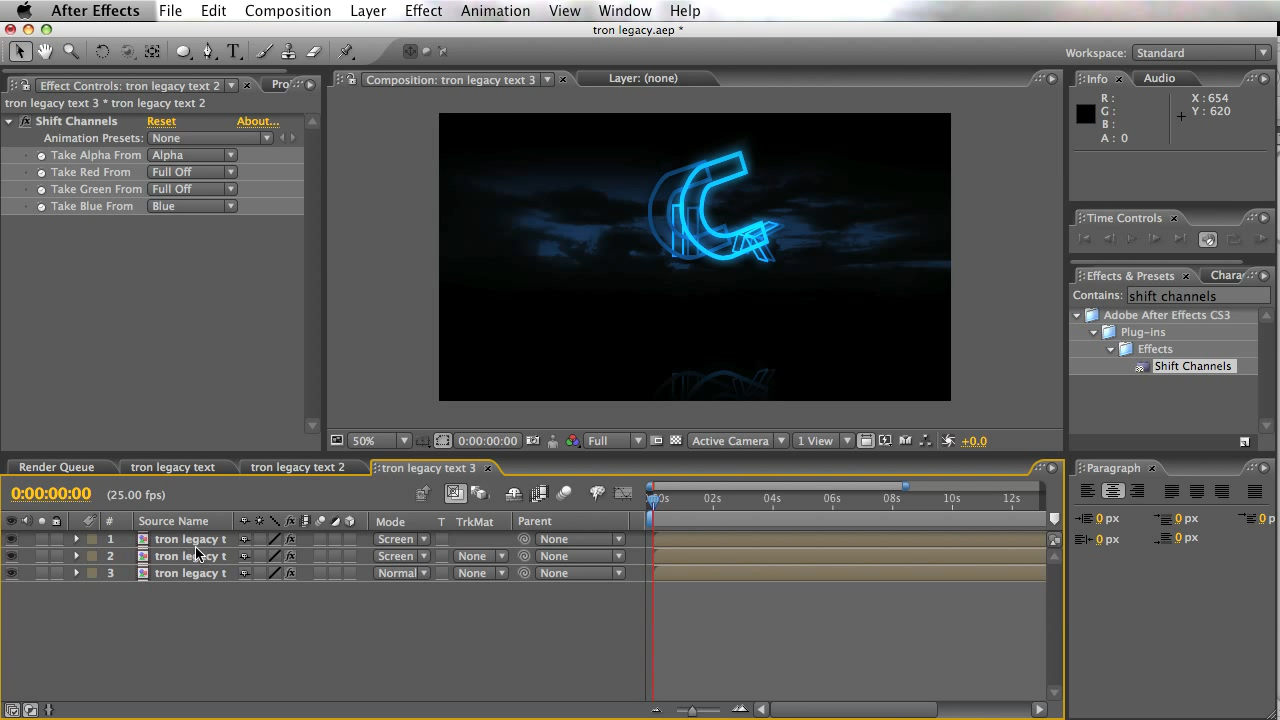 After Effects File Edit Composition Layer Effect Animation View Window Help
tron legacy.aep *
Workspace: Standard
Effect Controls: tron legacy text 2
tron legacy text 3 * tron legacy text 2
Shift Channels Reset About...
Animation Presets: None
Take Alpha From Alpha
Take Red From Full Off
Take Green From Full Off
Take Blue From Blue
Composition: tron legacy text 3
Layer: (none)
50% 0:00:00:00 Full Active Camera 1 View +0.0
Info Audio
R :
G :
B :
A : 0
X : 654
Y : 620
Time Controls
Effects & Presets
Contains: shift channels
Adobe After Effects CS3
Plug-ins
Effects
Shift Channels
Render Queue tron legacy text tron legacy text 2 tron legacy text 3
0:00:00:00 (25.00 fps)
02s 04s 06s 08s 10s 12s
# Source Name Mode T TrkMat Parent
1 tron legacy t Screen None
2 tron legacy t Screen None None
3 tron legacy t Normal None None
Paragraph
0 px 0 px
0 px 0 px